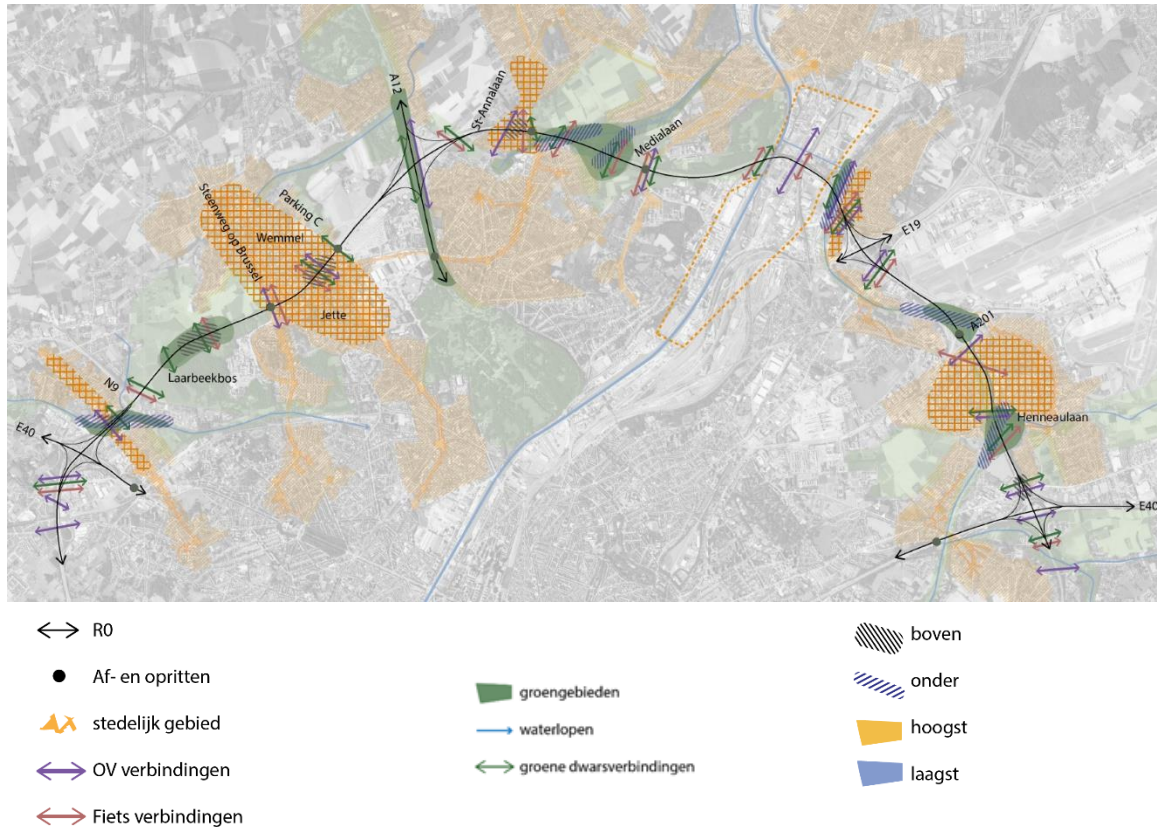 A12
St-Annalaan
Medialaan
Steenweg op Brussel
Parking C
Wemmel
E19
Jette
A201
Laarbeekbos
N9
Henneaulaan
E40
E40
R0
Af- en opritten
stedelijk gebied
OV verbindingen
Fiets verbindingen
groengebieden
waterlopen
groene dwarsverbindingen
boven
onder
hoogst
laagst